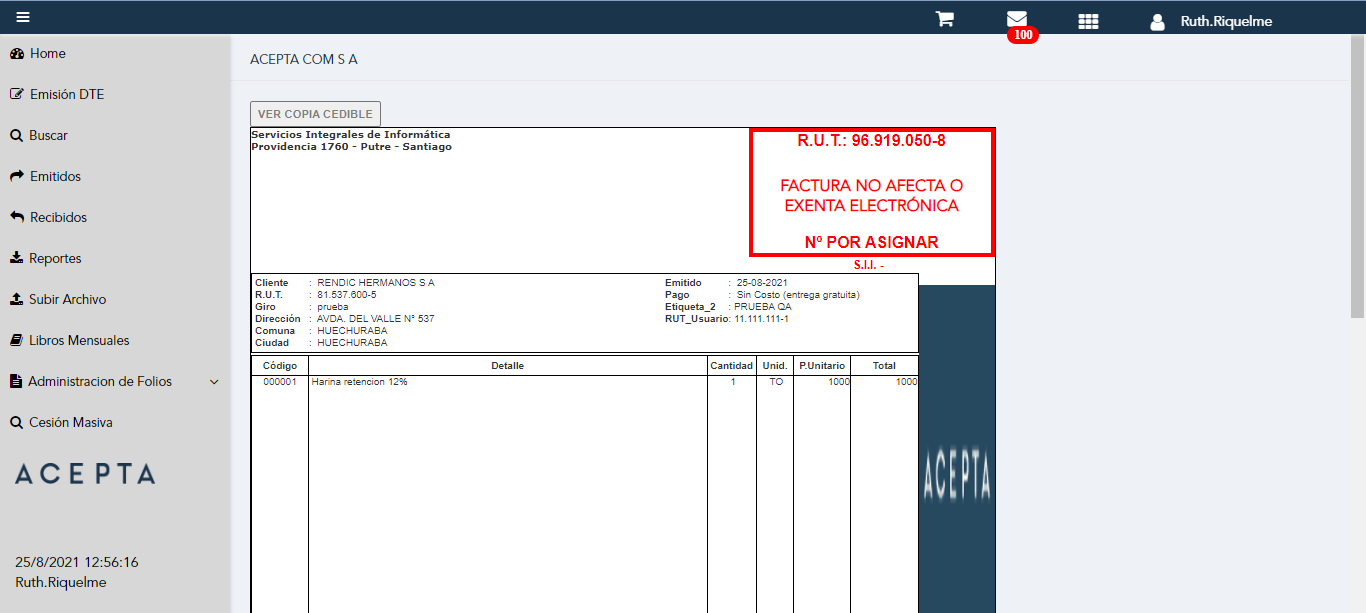 Ruth.Riquelme
100
Home
Emisión DTE
Buscar
Emitidos
Recibidos
Reportes
Subir Archivo
Libros Mensuales
Administracion de Folios
Cesión Masiva
ACEPTA
25/8/2021 12:56:16
Ruth.Riquelme
ACEPTA COM S A
VER COPIA CEDIBLE
Servicios Integrales de Informática
Providencia 1760 - Putre - Santiago
R.U.T.: 96.919.050-8
FACTURA NO AFECTA O
EXENTA ELECTRÓNICA
Nº POR ASIGNAR
S.I.I. -
Cliente : RENDIC HERMANOS S A
R.U.T. : 81.537.600-5
Giro : prueba
Dirección : AVDA. DEL VALLE N° 537
Comuna : HUECHURABA
Ciudad : HUECHURABA
Emitido : 25-08-2021
Pago : Sin Costo (entrega gratuita)
Etiqueta_2 : PRUEBA QA
RUT_Usuario: 11.111.111-1
Código Detalle Cantidad Unid. P.Unitario Total
000001 Harina retencion 12% 1 TO 1000 1000
ACEPTA